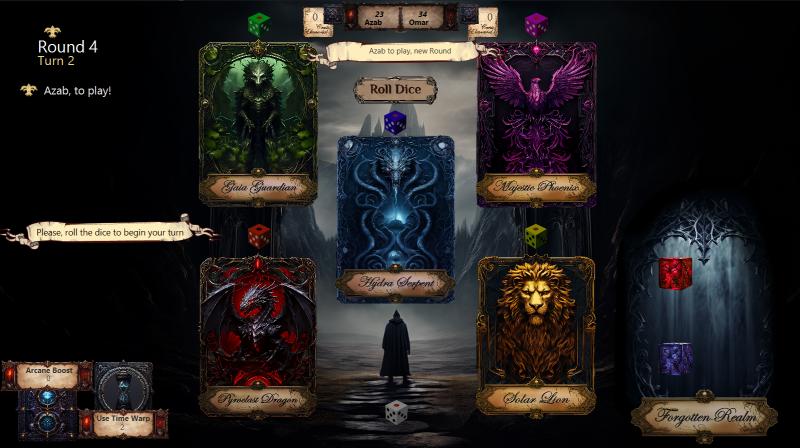 0
23
Azab
34
Omar
0
Round 4
Turn 2
Azab to play, new Round
Azab, to play!
Roll Dice
Gaia Guardian
Majestic Phoenix
Please, roll the dice to begin your turn
Hydra Serpent
Pyroclast Dragon
Solar Lion
Arcane Boost
0
Use Time Warp
2
Forgotten Realm